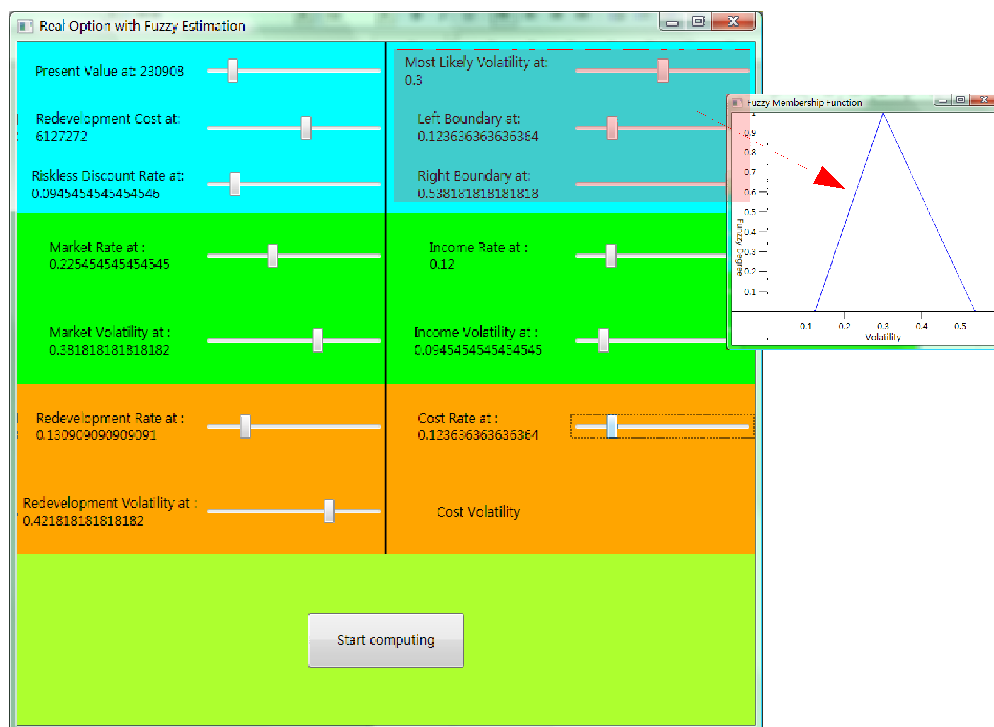 Real Option with Fuzzy Estimation
Present Value at: 230908
Redevelopment Cost at:
6127272
Riskless Discount Rate at:
0.0945454545454546
Most Likely Volatility at:
0.3
Left Boundary at:
0.123636363636364
Right Boundary at:
0.538181818181818
Market Rate at :
0.225454545454545
Market Volatility at :
0.381818181818182
Income Rate at :
0.12
Income Volatility at :
0.0945454545454545
Redevelopment Rate at :
0.130909090909091
Redevelopment Volatility at :
0.421818181818182
Cost Rate at :
0.123636363636364
Cost Volatility
Start computing
Fuzzy Membership Function
1
0.9
0.8
0.7
0.6
0.5
0.4
0.3
0.2
0.1
Funzzy Degree
0.1 0.2 0.3 0.4 0.5
Volatility